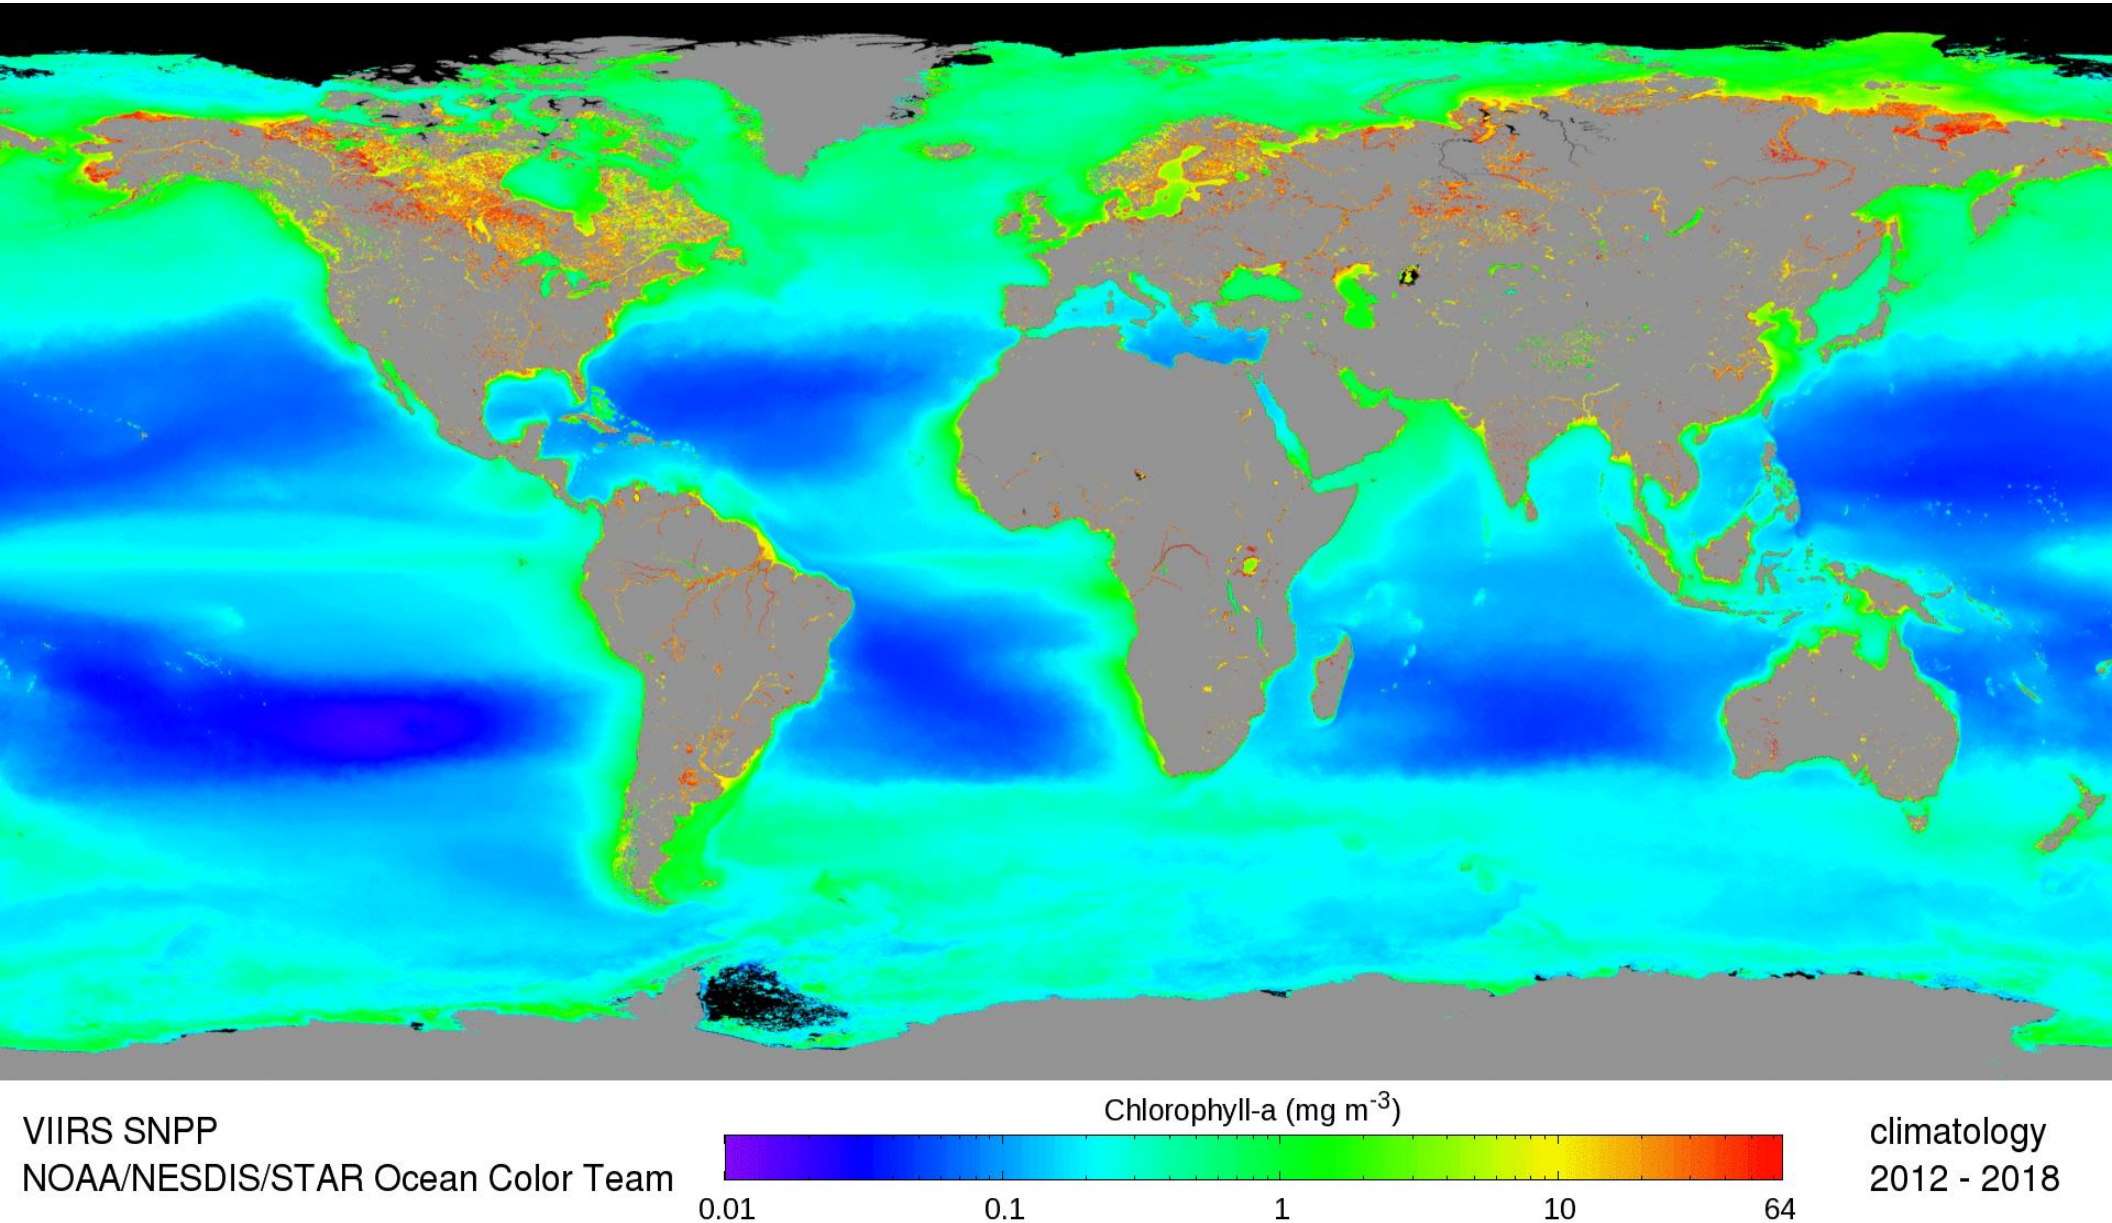 Chlorophyll-a (mg m⁻³)
VIIRS SNPP
NOAA/NESDIS/STAR Ocean Color Team
climatology
2012 - 2018
0.01 0.1 1 10 64